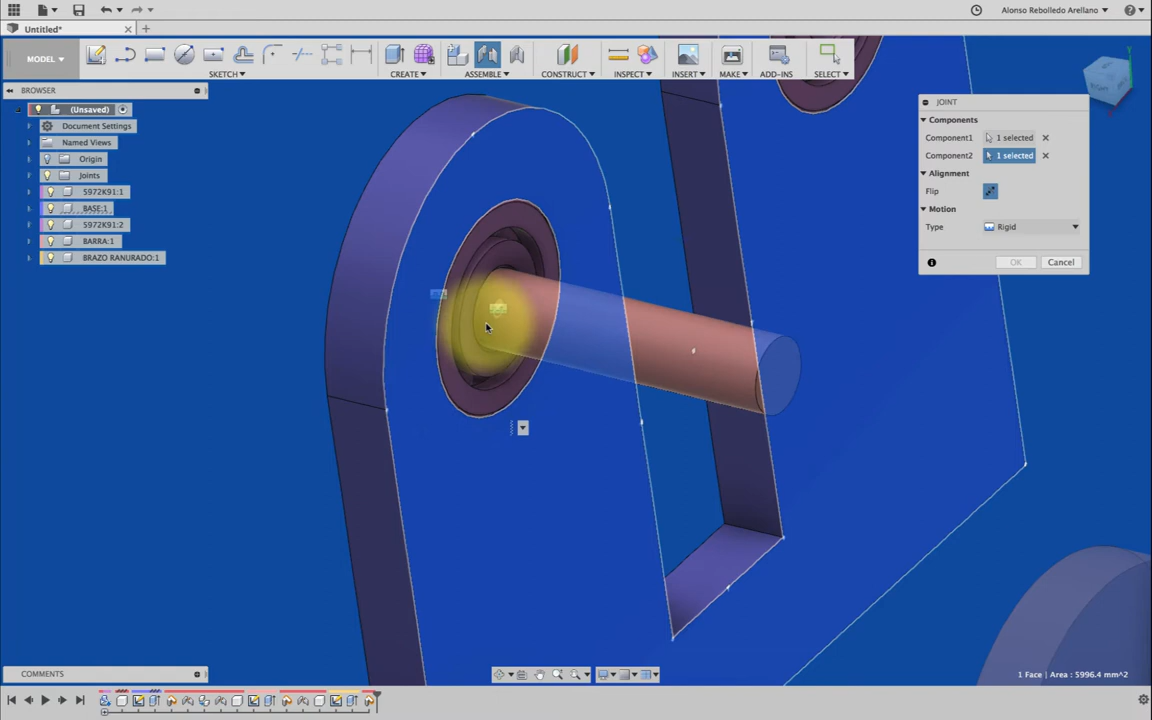 Alonso Rebolledo Arellano
Untitled*
MODEL
SKETCH
CREATE
ASSEMBLE
CONSTRUCT
INSPECT
INSERT
MAKE
ADD-INS
SELECT
BROWSER
(Unsaved)
Document Settings
Named Views
Origin
Joints
5972K91:1
BASE:1
5972K91:2
BARRA:1
BRAZO RANURADO:1
JOINT
Components
Component1 1 selected
Component2 1 selected
Alignment
Flip
Motion
Type Rigid
OK Cancel
COMMENTS
1 Face | Area : 5996.4 mm^2